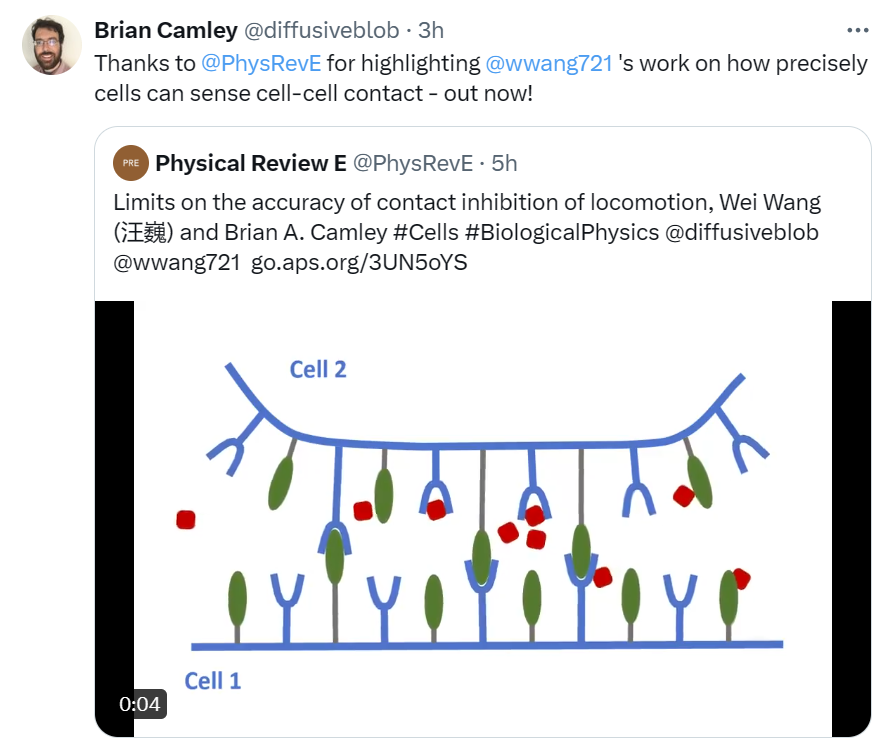 Brian Camley @diffusiveblob · 3h
Thanks to @PhysRevE for highlighting @wwang721 's work on how precisely
cells can sense cell-cell contact - out now!
PRE Physical Review E @PhysRevE · 5h
Limits on the accuracy of contact inhibition of locomotion, Wei Wang
(汪巍) and Brian A. Camley #Cells #BiologicalPhysics @diffusiveblob
@wwang721 go.aps.org/3UN5oYS
Cell 2
Cell 1
0:04